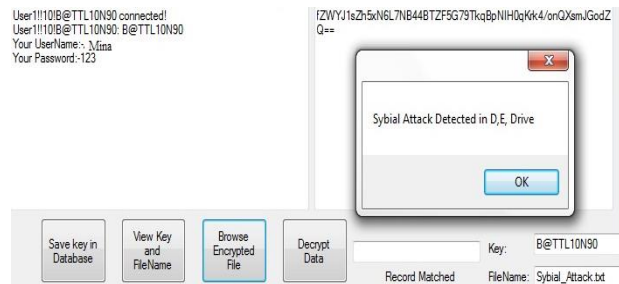 User1!!10!B@TTL10N90 connected!
User1!!10!B@TTL10N90: B@TTL10N90
Your UserName:- Mina
Your Password:-123
fZWYJ1sZh5xN6L7NB44BTZF5G79TkqBpNIH0qKrk4/onQXsmJGodZ
Q==
Sybial Attack Detected in D,E, Drive
OK
Save key in
Database
View Key
and
FileName
Browse
Encrypted
File
Decrypt
Data
Key:
B@TTL10N90
Record Matched
FileName:
Sybial_Attack.txt